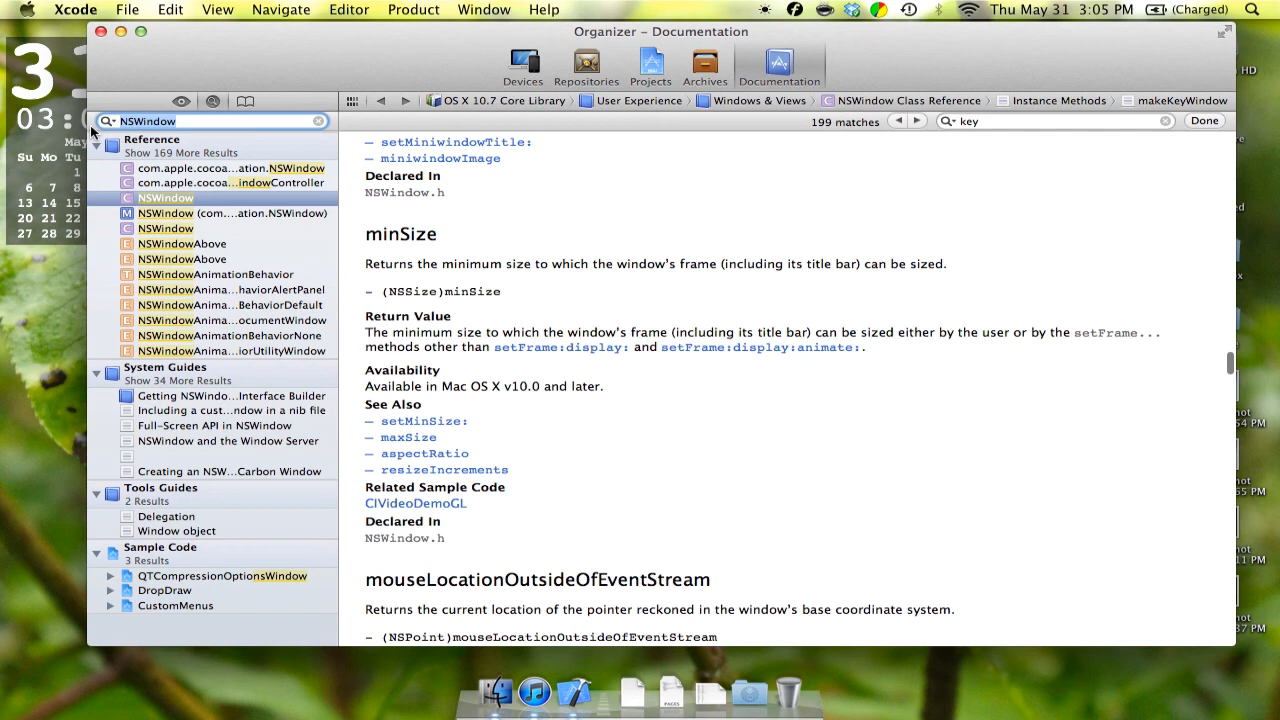 Xcode File Edit View Navigate Editor Product Window Help Thu May 31 3:05 PM (Charged)
Organizer – Documentation
Devices Repositories Projects Archives Documentation
OS X 10.7 Core Library User Experience Windows & Views NSWindow Class Reference Instance Methods makeKeyWindow
NSWindow
199 matches key Done
03:
May
Su Mo Tu
1
6 7 8
13 14 15
20 21 22
27 28 29
Reference
Show 169 More Results
com.apple.cocoa...ation.NSWindow
com.apple.cocoa...indowController
NSWindow
NSWindow (com....ation.NSWindow)
NSWindow
NSWindowAbove
NSWindowAbove
NSWindowAnimationBehavior
NSWindowAnima...haviorAlertPanel
NSWindowAnima...BehaviorDefault
NSWindowAnima...ocumentWindow
NSWindowAnimationBehaviorNone
NSWindowAnima...iorUtilityWindow
System Guides
Show 34 More Results
Getting NSWindo...Interface Builder
Including a cust...ndow in a nib file
Full-Screen API in NSWindow
NSWindow and the Window Server
Creating an NSW...Carbon Window
Tools Guides
2 Results
Delegation
Window object
Sample Code
3 Results
QTCompressionOptionsWindow
DropDraw
CustomMenus
– setMiniwindowTitle:
– miniwindowImage
Declared In
NSWindow.h
minSize
Returns the minimum size to which the window's frame (including its title bar) can be sized.
- (NSSize)minSize
Return Value
The minimum size to which the window's frame (including its title bar) can be sized either by the user or by the setFrame...
methods other than setFrame:display: and setFrame:display:animate:.
Availability
Available in Mac OS X v10.0 and later.
See Also
– setMinSize:
– maxSize
– aspectRatio
– resizeIncrements
Related Sample Code
CIVideoDemoGL
Declared In
NSWindow.h
mouseLocationOutsideOfEventStream
Returns the current location of the pointer reckoned in the window's base coordinate system.
- (NSPoint)mouseLocationOutsideOfEventStream
HD
PAGES